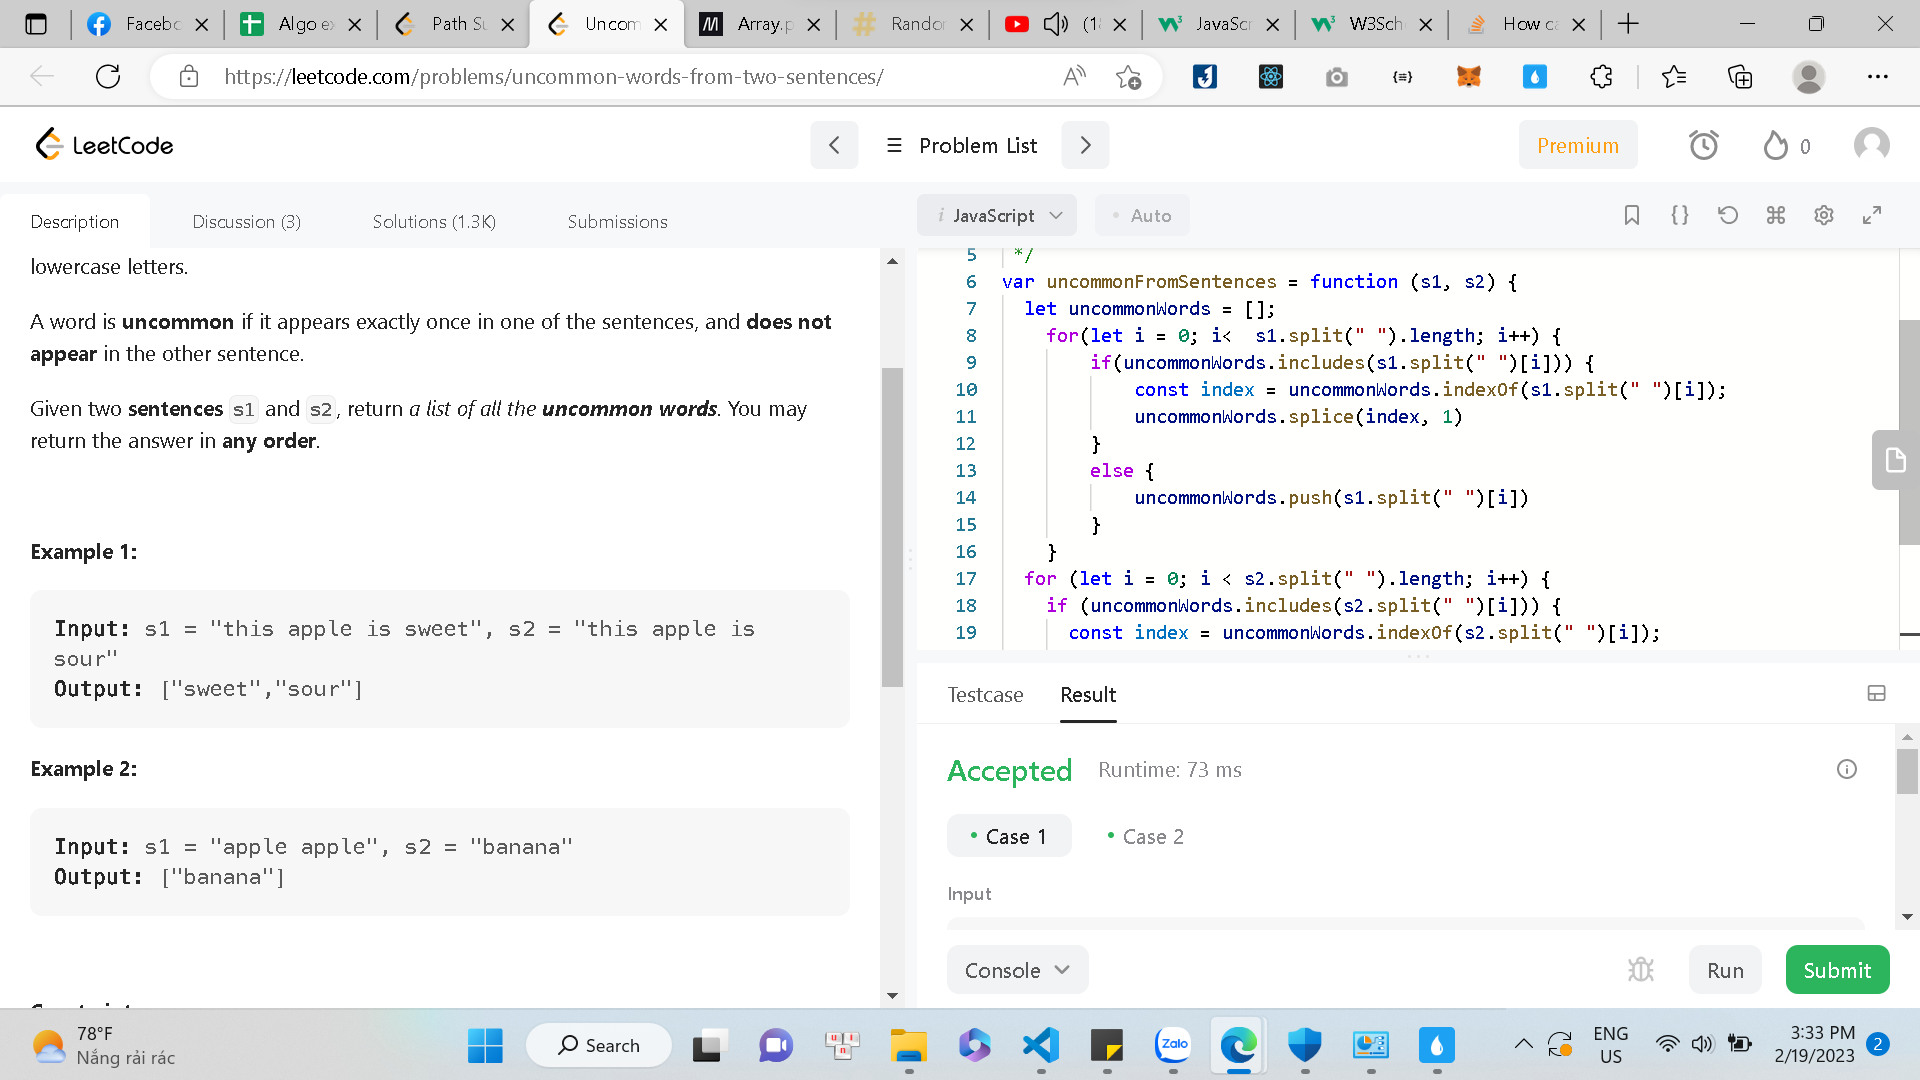 Facebc
Algo e
Path Su
Uncom
Array.p
Rando
(1
JavaScr
W3Sch
How ca
https://leetcode.com/problems/uncommon-words-from-two-sentences/
LeetCode
Problem List
Premium
0
Description
Discussion (3)
Solutions (1.3K)
Submissions
i JavaScript
Auto
lowercase letters.
A word is uncommon if it appears exactly once in one of the sentences, and does not
appear in the other sentence.
Given two sentences s1 and s2, return a list of all the uncommon words. You may
return the answer in any order.
Example 1:
Input: s1 = "this apple is sweet", s2 = "this apple is
sour"
Output: ["sweet","sour"]
Example 2:
Input: s1 = "apple apple", s2 = "banana"
Output: ["banana"]
5 */
6 var uncommonFromSentences = function (s1, s2) {
7 let uncommonWords = [];
8 for(let i = 0; i<  s1.split(" ").length; i++) {
9 if(uncommonWords.includes(s1.split(" ")[i])) {
10 const index = uncommonWords.indexOf(s1.split(" ")[i]);
11 uncommonWords.splice(index, 1)
12 }
13 else {
14 uncommonWords.push(s1.split(" ")[i])
15 }
16 }
17 for (let i = 0; i < s2.split(" ").length; i++) {
18 if (uncommonWords.includes(s2.split(" ")[i])) {
19 const index = uncommonWords.indexOf(s2.split(" ")[i]);
Testcase
Result
Accepted Runtime: 73 ms
Case 1
Case 2
Input
Console
Run
Submit
78°F
Nắng rải rác
Search
Zalo
ENG
US
3:33 PM
2/19/2023
2